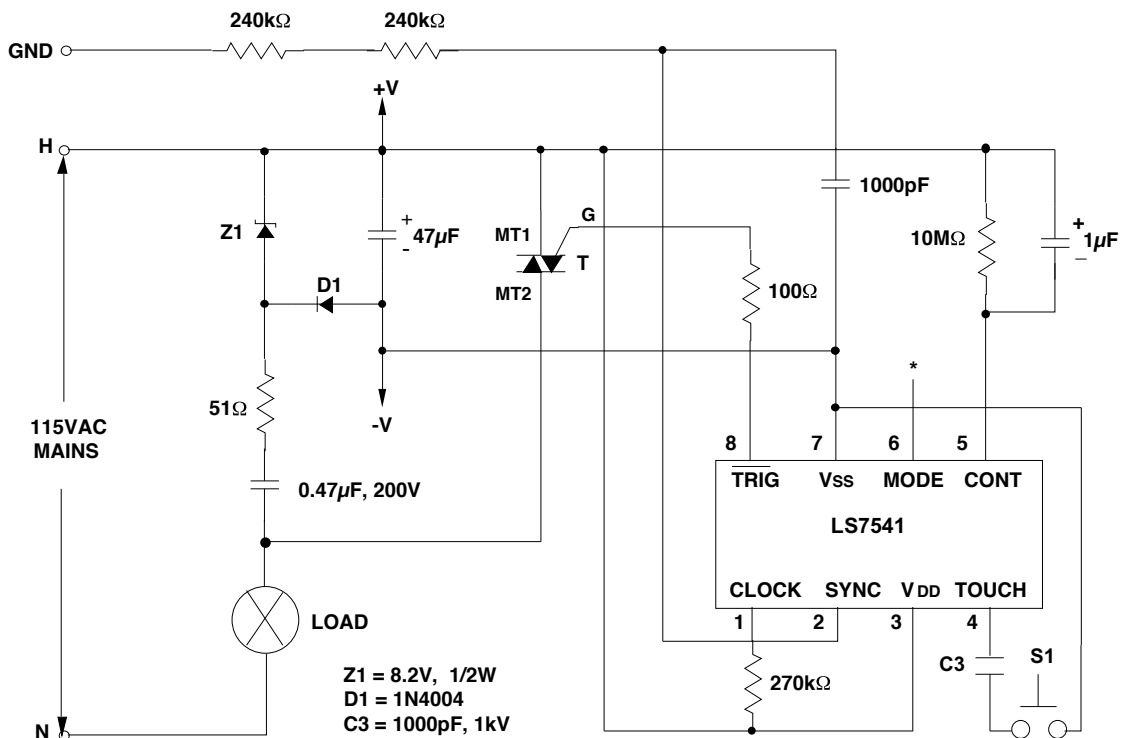 240kΩ
240kΩ
GND
+V
H
1000pF
G
+
47µF
-
Z1
MT1
T
MT2
10MΩ
+
1µF
–
D1
100Ω
*
51Ω
-V
115VAC
MAINS
8
7
6
5
0.47µF, 200V
TRIG
VSS
MODE
CONT
LS7541
CLOCK
SYNC
VDD
TOUCH
LOAD
1
2
3
4
C3
S1
Z1 = 8.2V, 1/2W
D1 = 1N4004
C3 = 1000pF, 1kV
270kΩ
N